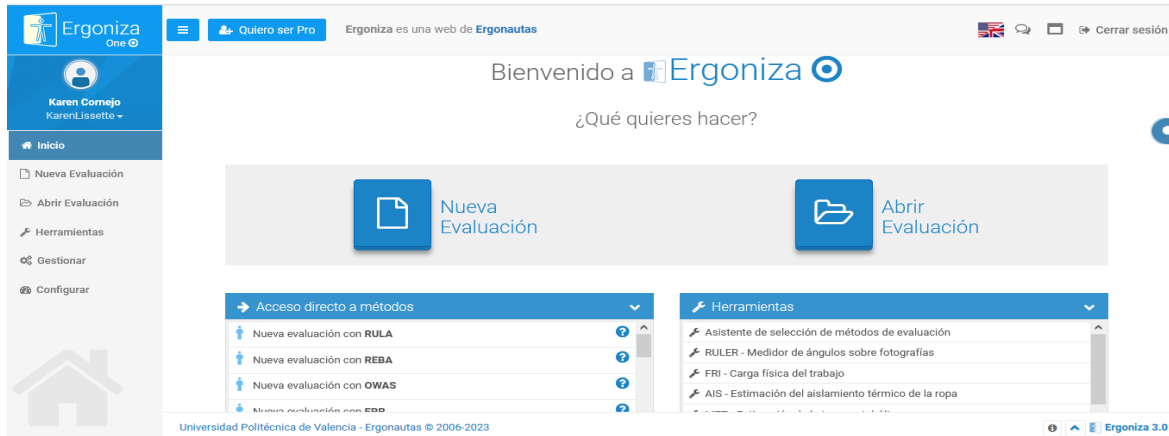 Ergoniza
One
Quiero ser Pro
Ergoniza es una web de Ergonautas
Cerrar sesión
Karen Cornejo
KarenLissette
Inicio
Nueva Evaluación
Abrir Evaluación
Herramientas
Gestionar
Configurar
Bienvenido a Ergoniza
¿Qué quieres hacer?
Nueva
Evaluación
Abrir
Evaluación
Acceso directo a métodos
Nueva evaluación con RULA
Nueva evaluación con REBA
Nueva evaluación con OWAS
Nueva evaluación con
Herramientas
Asistente de selección de métodos de evaluación
RULER - Medidor de ángulos sobre fotografías
FRI - Carga física del trabajo
AIS - Estimación del aislamiento térmico de la ropa
Universidad Politécnica de Valencia - Ergonautas © 2006-2023
Ergoniza 3.0